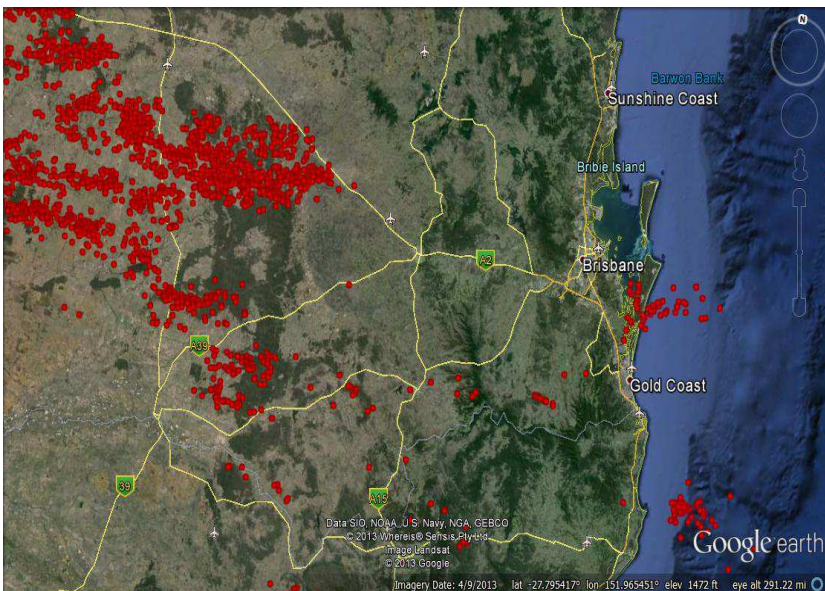 N
Barwon Bank
Sunshine Coast
Bribie Island
A2
Brisbane
A39
Gold Coast
39
A15
Data SIO, NOAA, U.S. Navy, NGA, GEBCO
© 2013 Whereis® Sensis Pty Ltd
Image Landsat
© 2013 Google
Google earth
Imagery Date: 4/9/2013 lat -27.795417° lon 151.965451° elev 1472 ft eye alt 291.22 mi